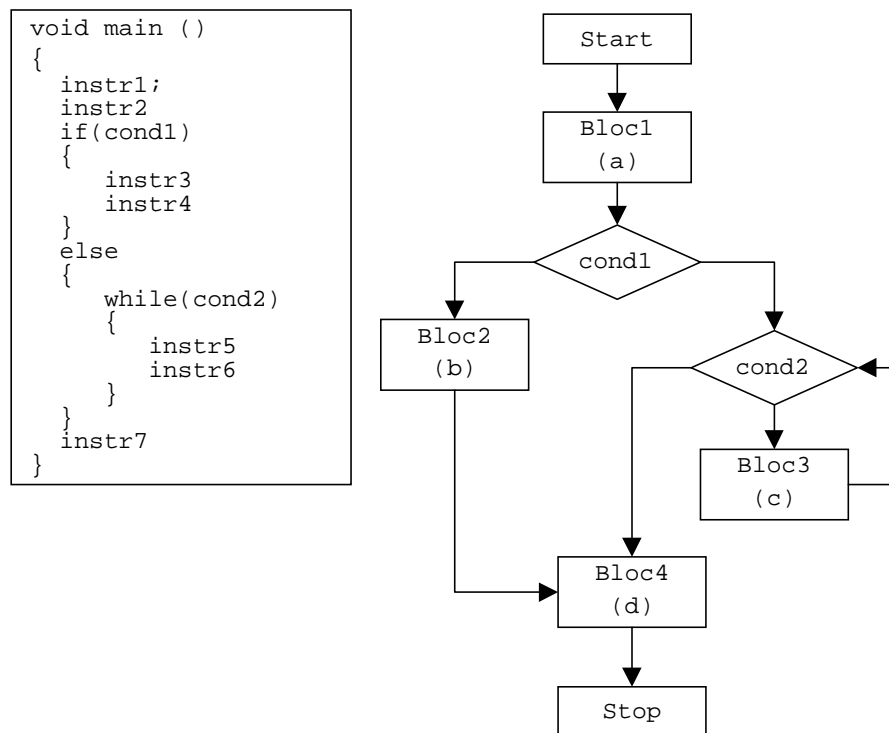 void main ()
{
instr1;
instr2
if(cond1)
{
instr3
instr4
}
else
{
while(cond2)
{
instr5
instr6
}
}
instr7
}
Start
Bloc1
(a)
cond1
Bloc2
(b)
cond2
Bloc3
(c)
Bloc4
(d)
Stop